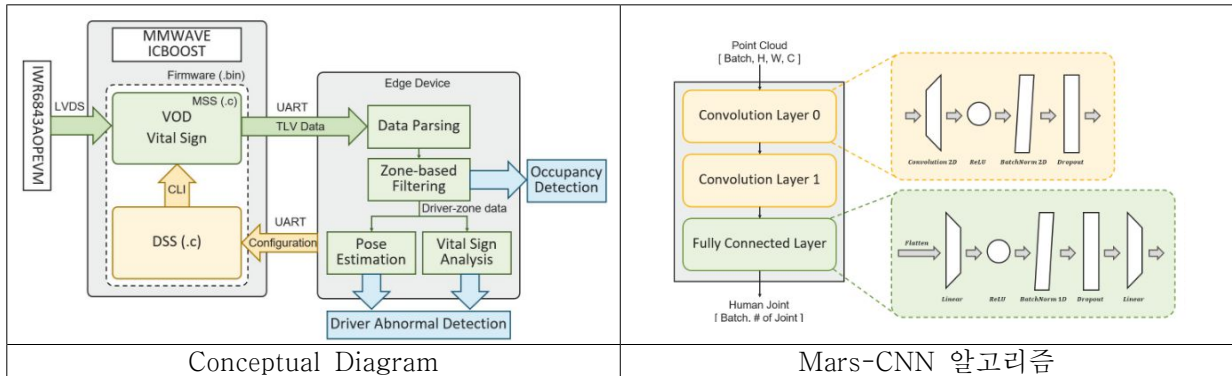 MMWAVE
ICBOOST
IWR6843AOPEVM
LVDS
Firmware (.bin)
MSS (.c)
VOD
Vital Sign
CLI
DSS (.c)
UART
TLV Data
UART
Configuration
Edge Device
Data Parsing
Zone-based
Filtering
Occupancy
Detection
Driver-zone data
Pose
Estimation
Vital Sign
Analysis
Driver Abnormal Detection
Conceptual Diagram
Point Cloud
[ Batch, H, W, C ]
Convolution Layer 0
Convolution Layer 1
Fully Connected Layer
Human Joint
[ Batch, # of Joint ]
Convolution 2D
ReLU
BatchNorm 2D
Dropout
Flatten
Linear
ReLU
BatchNorm 1D
Dropout
Linear
Mars-CNN 알고리즘